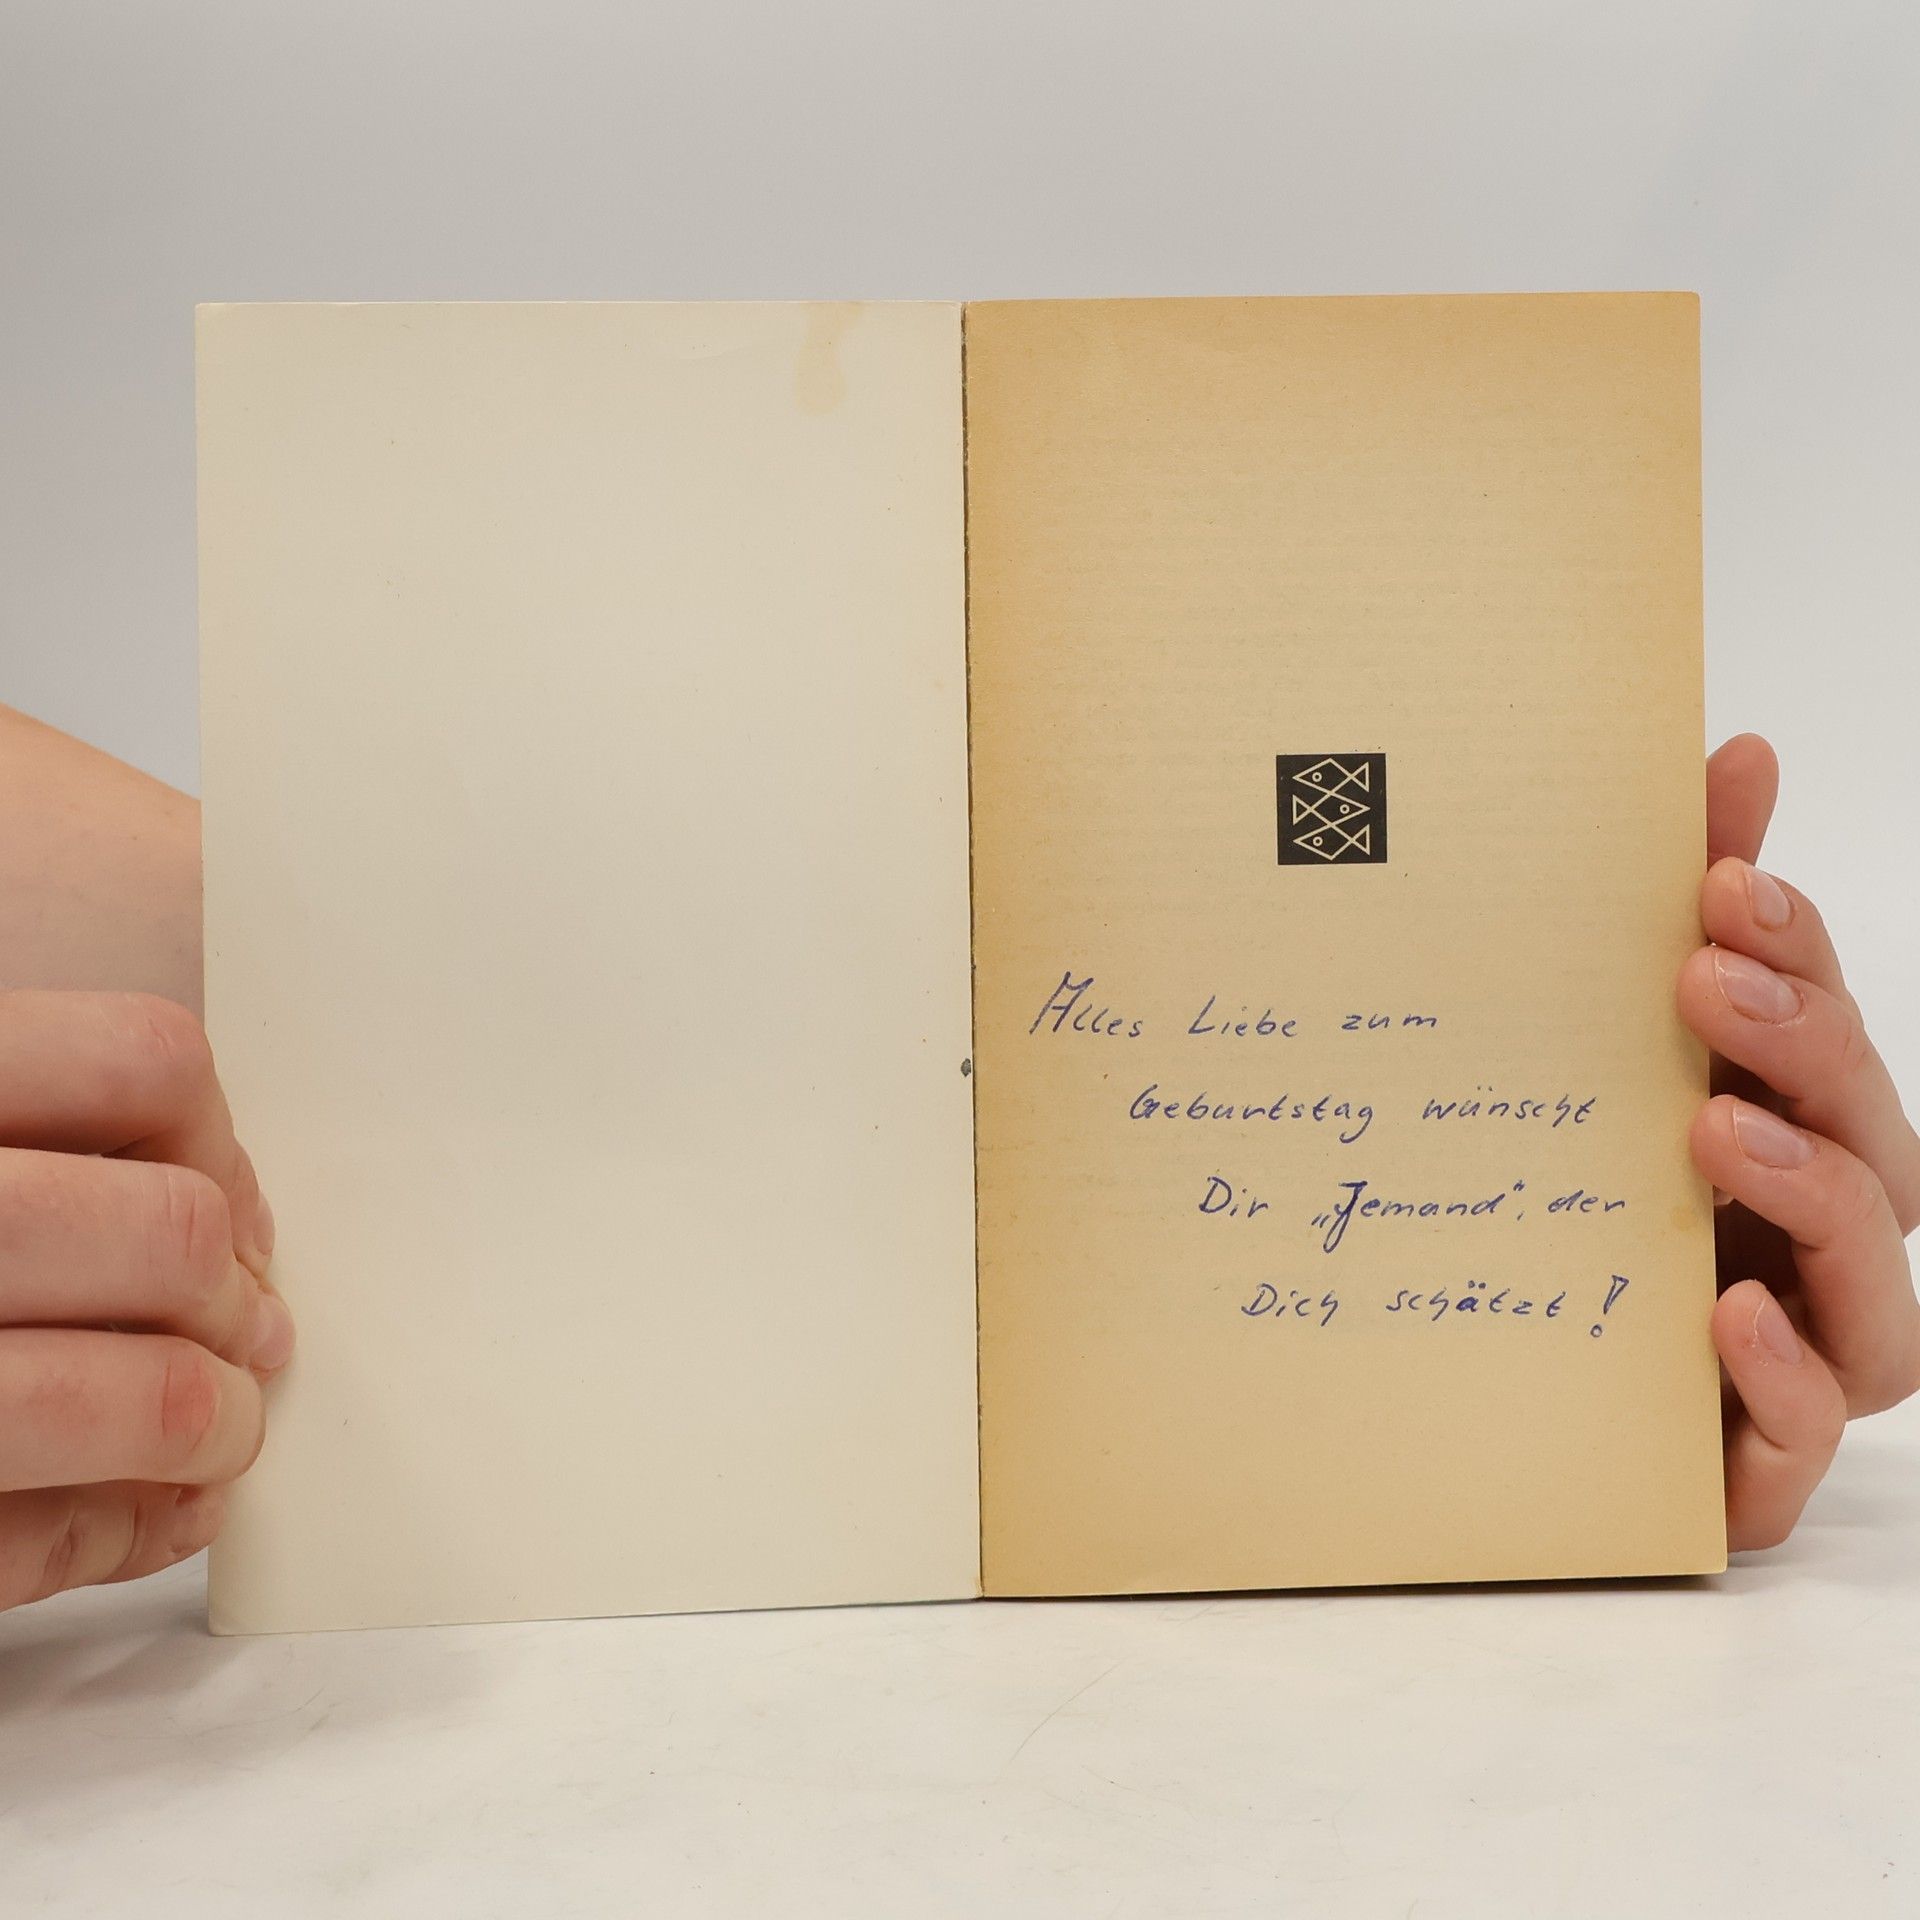 Alles Liebe zum
Geburtstag wünscht
Dir „Jemand“, der
Dich schätzt!